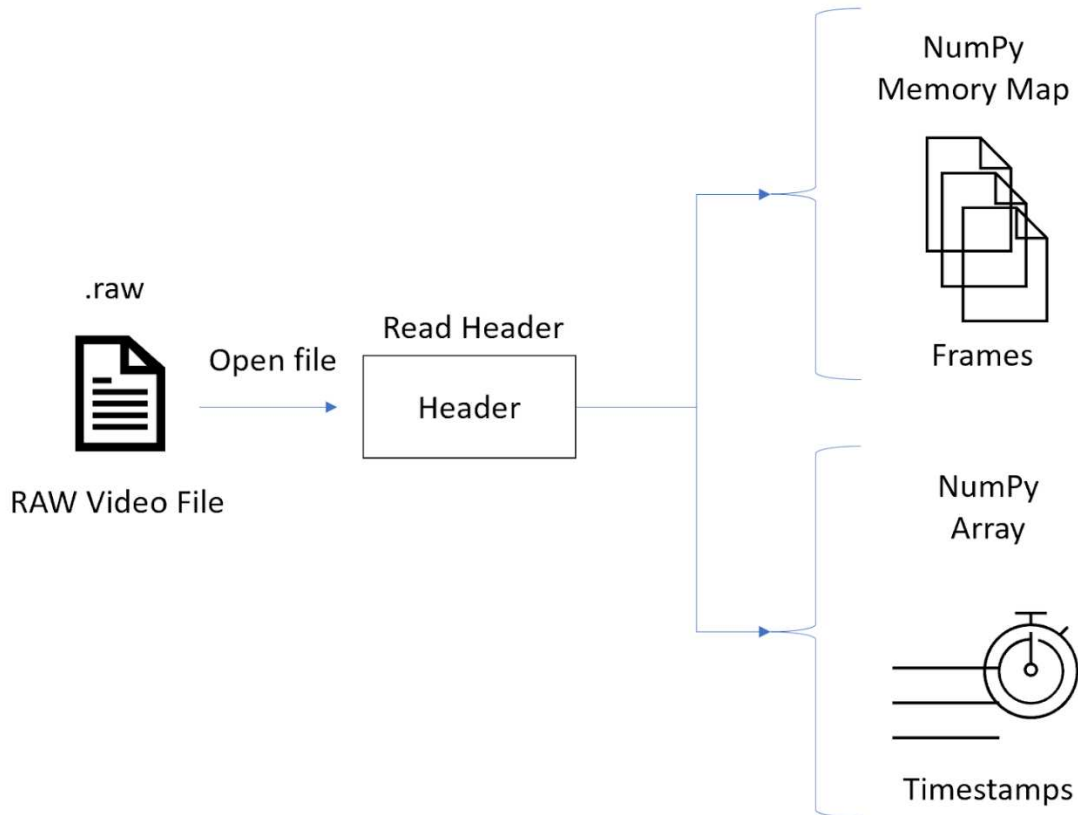 .raw
RAW Video File
Open file
Read Header
Header
NumPy
Memory Map
Frames
NumPy
Array
Timestamps